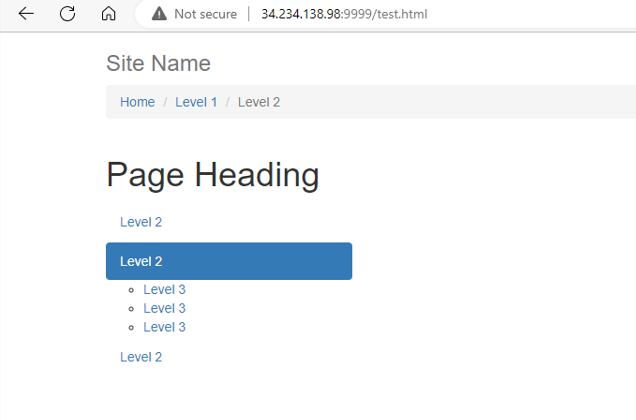 Not secure | 34.234.138.98:9999/test.html
Site Name
Home / Level 1 / Level 2
Page Heading
Level 2
Level 2
Level 3
Level 3
Level 3
Level 2